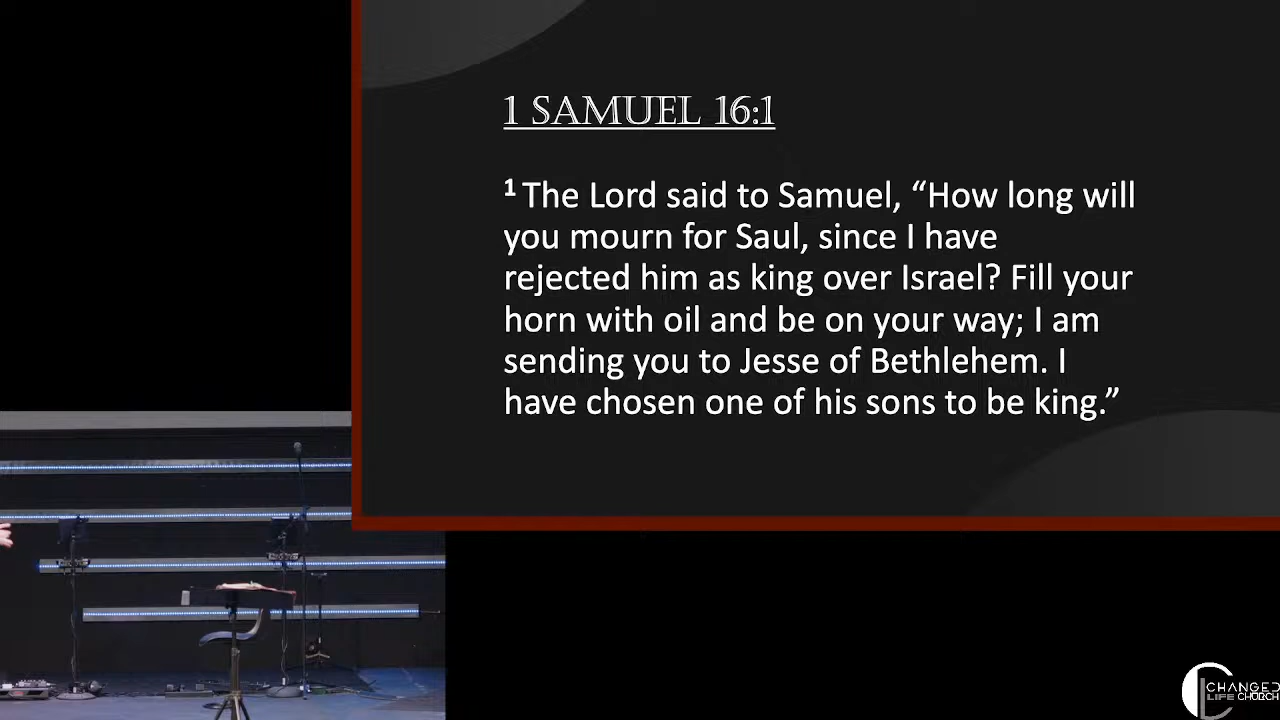 1 SAMUEL 16:1
1 The Lord said to Samuel, “How long will
you mourn for Saul, since I have
rejected him as king over Israel? Fill your
horn with oil and be on your way; I am
sending you to Jesse of Bethlehem. I
have chosen one of his sons to be king.”
CHANGED
LIFE CHURCH